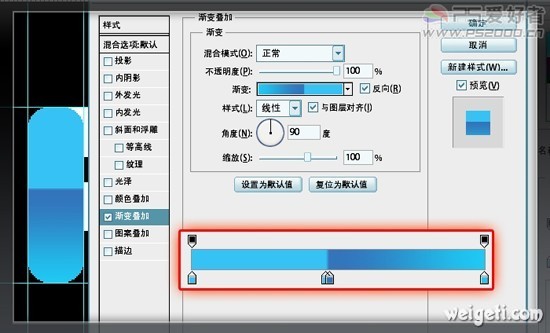 PS爱好者
www.PS2000.cn
样式
混合选项:默认
投影
内阴影
外发光
内发光
斜面和浮雕
等高线
纹理
光泽
颜色叠加
渐变叠加
图案叠加
描边
渐变叠加
渐变
混合模式(O): 正常
不透明度(P): 100 %
渐变: 反向(R)
样式(L): 线性 与图层对齐(I)
角度(N): 90 度
缩放(S): 100 %
设置为默认值 复位为默认值
确定
取消
新建样式(W)...
预览(V)
weigeti.com